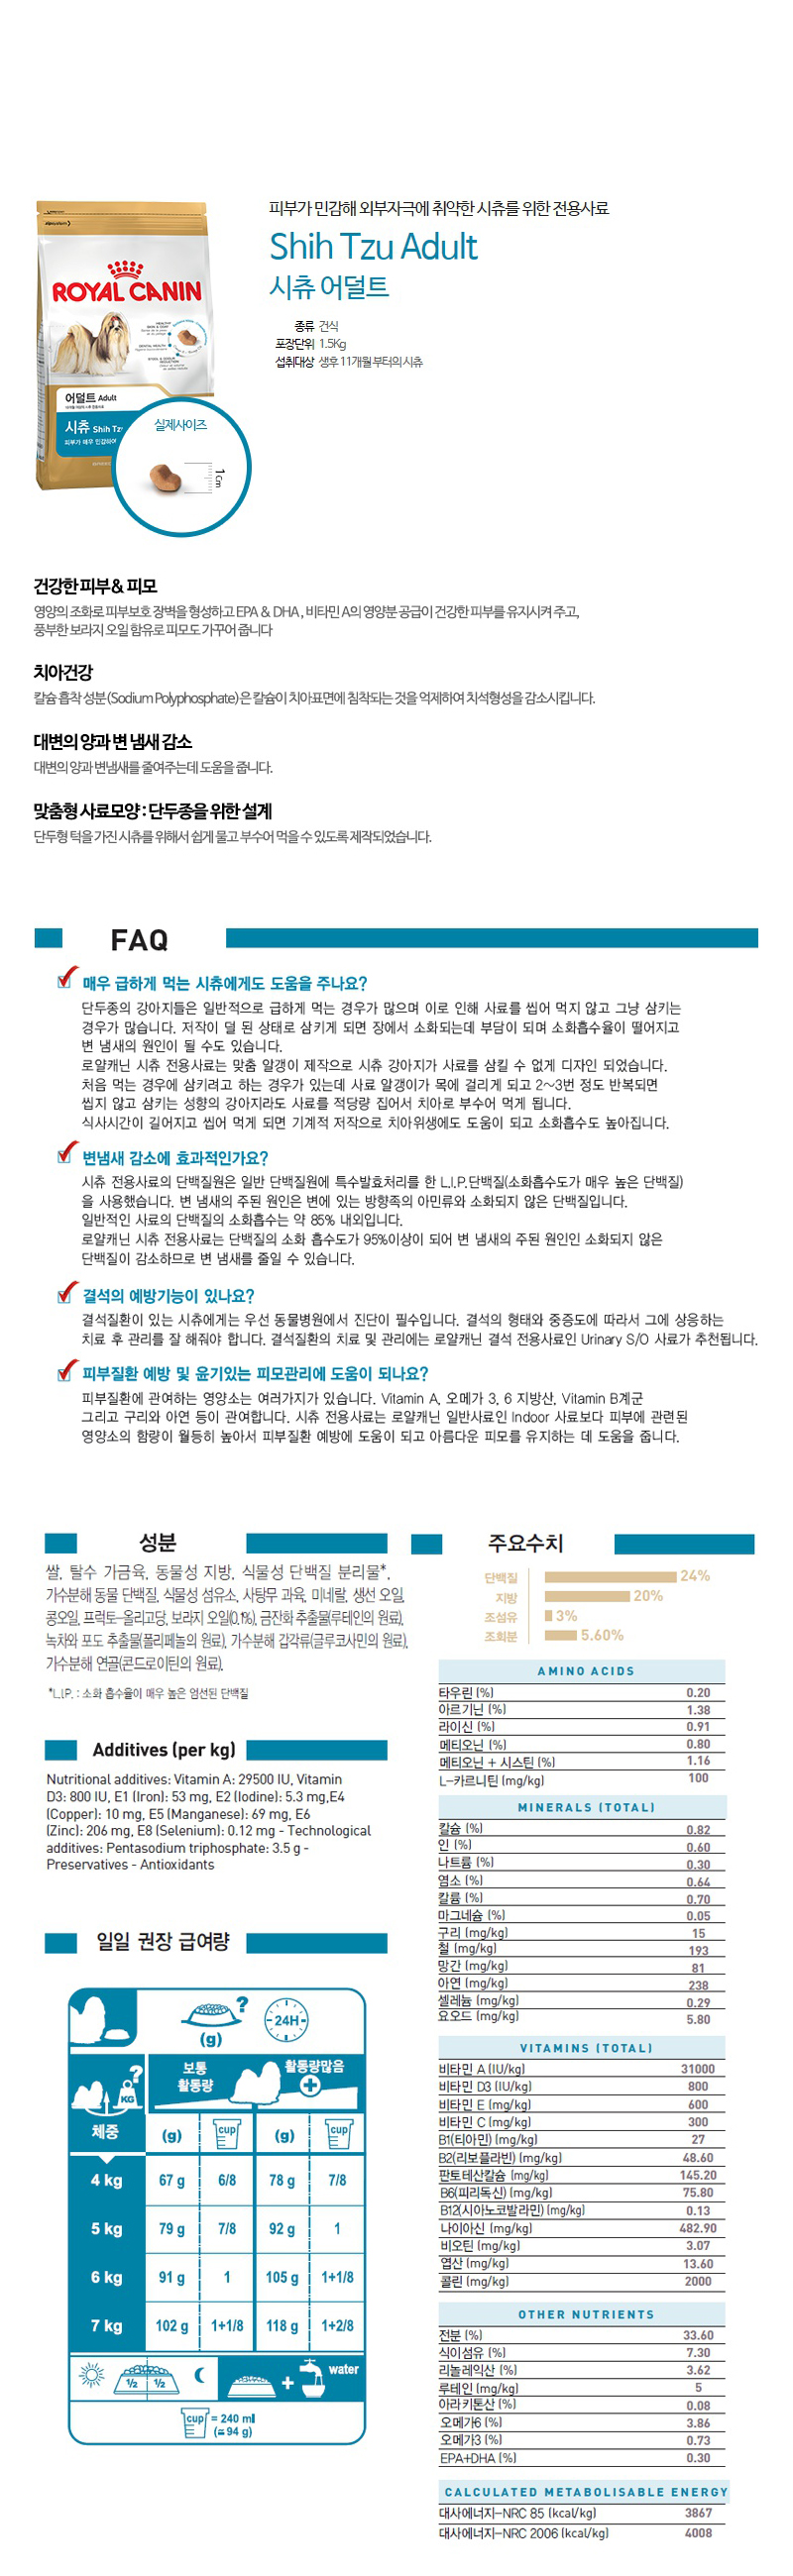 피부가 민감해 외부자극에 취약한 시츄를 위한 전용사료
Shih Tzu Adult
시츄 어덜트
종류 건식
포장단위 1.5Kg
섭취대상 생후 11개월 부터의 시츄
ROYAL CANIN
어덜트 Adult
시츄 Shih Tz
실제사이즈
1cm
건강한 피부 & 피모
영양의 조화로 피부보호 장벽을 형성하고 EPA & DHA , 비타민 A의 영양분 공급이 건강한 피부를 유지시켜 주고,
풍부한 보라지 오일 함유로 피모도 가꾸어 줍니다
치아건강
칼슘 흡착 성분(Sodium Polyphosphate)은 칼슘이 치아표면에 침착되는 것을 억제하여 치석형성을 감소시킵니다.
대변의 양과 변 냄새 감소
대변의 양과 변냄새를 줄여주는데 도움을 줍니다.
맞춤형 사료모양 : 단두종을 위한 설계
단두형 턱을 가진 시츄를 위해서 쉽게 물고 부수어 먹을 수 있도록 제작되었습니다.
FAQ
매우 급하게 먹는 시츄에게도 도움을 주나요?
단두종의 강아지들은 일반적으로 급하게 먹는 경우가 많으며 이로 인해 사료를 씹어 먹지 않고 그냥 삼키는
경우가 많습니다. 저작이 덜 된 상태로 삼키게 되면 장에서 소화되는데 부담이 되며 소화흡수율이 떨어지고
변 냄새의 원인이 될 수도 있습니다.
로얄캐닌 시츄 전용사료는 맞춤 알갱이 제작으로 시츄 강아지가 사료를 삼킬 수 없게 디자인 되었습니다.
처음 먹는 경우에 삼키려고 하는 경우가 있는데 사료 알갱이가 목에 걸리게 되고 2~3번 정도 반복되면
씹지 않고 삼키는 성향의 강아지라도 사료를 적당량 집어서 치아로 부수어 먹게 됩니다.
식사시간이 길어지고 씹어 먹게 되면 기계적 저작으로 치아위생에도 도움이 되고 소화흡수도 높아집니다.
변냄새 감소에 효과적인가요?
시츄 전용사료의 단백질원은 일반 단백질원에 특수발효처리를 한 L.I.P.단백질(소화흡수도가 매우 높은 단백질)
을 사용했습니다. 변 냄새의 주된 원인은 변에 있는 방향족의 아민류와 소화되지 않은 단백질입니다.
일반적인 사료의 단백질의 소화흡수는 약 85% 내외입니다.
로얄캐닌 시츄 전용사료는 단백질의 소화 흡수도가 95%이상이 되어 변 냄새의 주된 원인인 소화되지 않은
단백질이 감소하므로 변 냄새를 줄일 수 있습니다.
결석의 예방기능이 있나요?
결석질환이 있는 시츄에게는 우선 동물병원에서 진단이 필수입니다. 결석의 형태와 중증도에 따라서 그에 상응하는
치료 후 관리를 잘 해줘야 합니다. 결석질환의 치료 및 관리에는 로얄캐닌 결석 전용사료인 Urinary S/O 사료가 추천됩니다.
피부질환 예방 및 윤기있는 피모관리에 도움이 되나요?
피부질환에 관여하는 영양소는 여러가지가 있습니다. Vitamin A, 오메가 3, 6 지방산, Vitamin B계군
그리고 구리와 아연 등이 관여합니다. 시츄 전용사료는 로얄캐닌 일반사료인 Indoor 사료보다 피부에 관련된
영양소의 함량이 월등히 높아서 피부질환 예방에 도움이 되고 아름다운 피모를 유지하는 데 도움을 줍니다.
성분
쌀, 탈수 가금육, 동물성 지방, 식물성 단백질 분리물*,
가수분해 동물 단백질, 식물성 섬유소, 사탕무 과육, 미네랄, 생선 오일,
콩오일, 프럭토-올리고당, 보라지 오일(0.1%), 금잔화 추출물(루테인의 원료),
녹차와 포도 추출물(폴리페놀의 원료), 가수분해 갑각류(글루코사민의 원료),
가수분해 연골(콘드로이틴의 원료).
*L.I.P. : 소화 흡수율이 매우 높은 엄선된 단백질
Additives (per kg)
Nutritional additives: Vitamin A: 29500 IU, Vitamin
D3: 800 IU, E1 (Iron): 53 mg, E2 (Iodine): 5.3 mg,E4
(Copper): 10 mg, E5 (Manganese): 69 mg, E6
(Zinc): 206 mg, E8 (Selenium): 0.12 mg - Technological
additives: Pentasodium triphosphate: 3.5 g -
Preservatives - Antioxidants
일일 권장 급여량
? 24H
(g)
? KG
보통 활동량 활동량많음
체중 (g) cup (g) cup
4 kg 67 g 6/8 78 g 7/8
5 kg 79 g 7/8 92 g 1
6 kg 91 g 1 105 g 1+1/8
7 kg 102 g 1+1/8 118 g 1+2/8
½ ½ + water
cup = 240 ml
(≅ 94 g)
주요수치
단백질 24%
지방 20%
조섬유 3%
조회분 5.60%
AMINO ACIDS
타우린 (%) 0.20
아르기닌 (%) 1.38
라이신 (%) 0.91
메티오닌 (%) 0.80
메티오닌 + 시스틴 (%) 1.16
L-카르니틴 (mg/kg) 100
MINERALS (TOTAL)
칼슘 (%) 0.82
인 (%) 0.60
나트륨 (%) 0.30
염소 (%) 0.64
칼륨 (%) 0.70
마그네슘 (%) 0.05
구리 (mg/kg) 15
철 (mg/kg) 193
망간 (mg/kg) 81
아연 (mg/kg) 238
셀레늄 (mg/kg) 0.29
요오드 (mg/kg) 5.80
VITAMINS (TOTAL)
비타민 A (IU/kg) 31000
비타민 D3 (IU/kg) 800
비타민 E (mg/kg) 600
비타민 C (mg/kg) 300
B1(티아민) (mg/kg) 27
B2(리보플라빈) (mg/kg) 48.60
판토테산칼슘 (mg/kg) 145.20
B6(피리독신) (mg/kg) 75.80
B12(시아노코발라민) (mg/kg) 0.13
나이아신 (mg/kg) 482.90
비오틴 (mg/kg) 3.07
엽산 (mg/kg) 13.60
콜린 (mg/kg) 2000
OTHER NUTRIENTS
전분 (%) 33.60
식이섬유 (%) 7.30
리놀레익산 (%) 3.62
루테인 (mg/kg) 5
아라키톤산 (%) 0.08
오메가6 (%) 3.86
오메가3 (%) 0.73
EPA+DHA (%) 0.30
CALCULATED METABOLISABLE ENERGY
대사에너지-NRC 85 (kcal/kg) 3867
대사에너지-NRC 2006 (kcal/kg) 4008